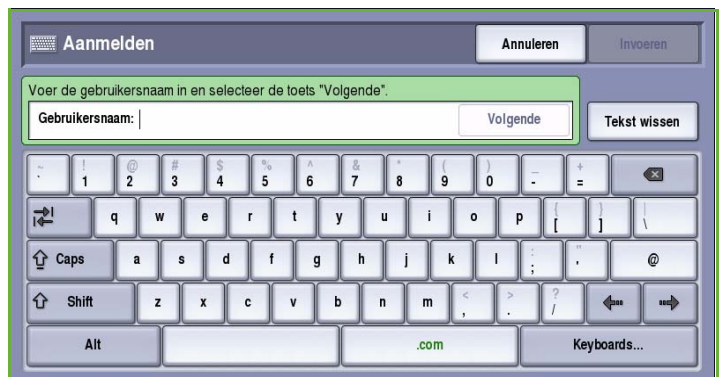 Aanmelden Annuleren Invoeren
Voer de gebruikersnaam in en selecteer de toets "Volgende".
Gebruikersnaam: Volgende Tekst wissen
~ ! @ # $ % ^ & * ( ) _ +
` 1 2 3 4 5 6 7 8 9 0 - =
q w e r t y u i o p { [ } ] | \
Caps a s d f g h j k l : ; " ' @
Shift z x c v b n m < , > . ? /
Alt .com Keyboards...